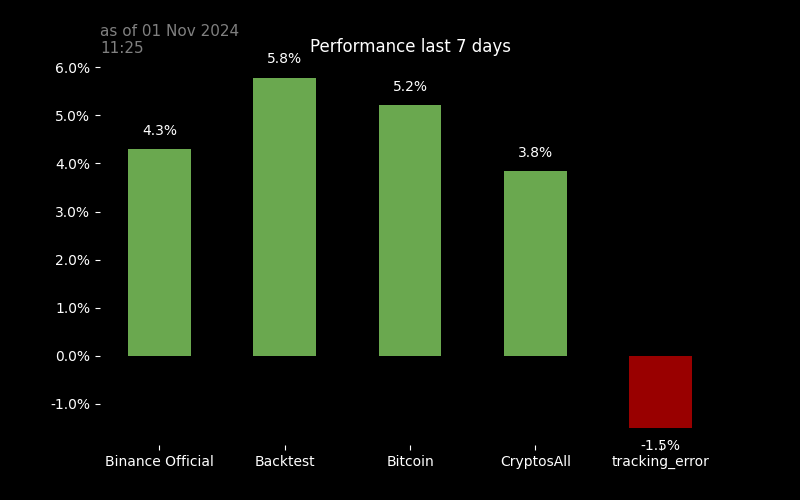 as of 01 Nov 2024
11:25
Performance last 7 days
6.0%
5.0%
4.0%
3.0%
2.0%
1.0%
0.0%
-1.0%
4.3%
5.8%
5.2%
3.8%
-1.5%
Binance Official
Backtest
Bitcoin
CryptosAll
tracking_error